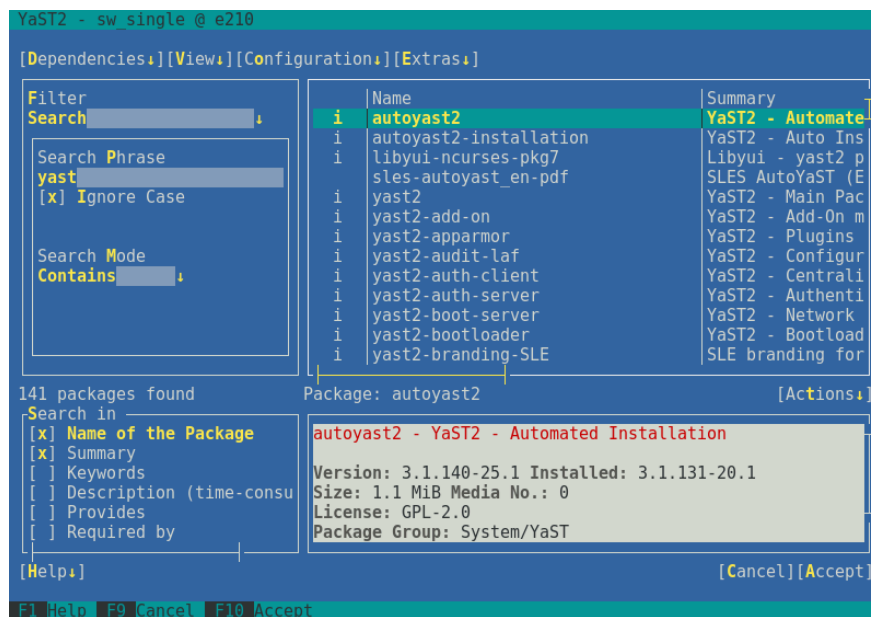 YaST2 - sw_single @ e210
[Dependencies↓][View↓][Configuration↓][Extras↓]
Filter
Search ↓
Search Phrase
yast
[x] Ignore Case
Search Mode
Contains ↓
Name Summary
i autoyast2 YaST2 - Automate
i autoyast2-installation YaST2 - Auto Ins
i libyui-ncurses-pkg7 Libyui - yast2 p
sles-autoyast_en-pdf SLES AutoYaST (E
i yast2 YaST2 - Main Pac
i yast2-add-on YaST2 - Add-On m
i yast2-apparmor YaST2 - Plugins
i yast2-audit-laf YaST2 - Configur
i yast2-auth-client YaST2 - Centrali
i yast2-auth-server YaST2 - Authenti
i yast2-boot-server YaST2 - Network
i yast2-bootloader YaST2 - Bootload
i yast2-branding-SLE SLE branding for
141 packages found
Package: autoyast2 [Actions↓]
Search in
[x] Name of the Package
[x] Summary
[ ] Keywords
[ ] Description (time-consu
[ ] Provides
[ ] Required by
autoyast2 - YaST2 - Automated Installation
Version: 3.1.140-25.1 Installed: 3.1.131-20.1
Size: 1.1 MiB Media No.: 0
License: GPL-2.0
Package Group: System/YaST
[Help↓] [Cancel][Accept]
F1 Help F9 Cancel F10 Accept